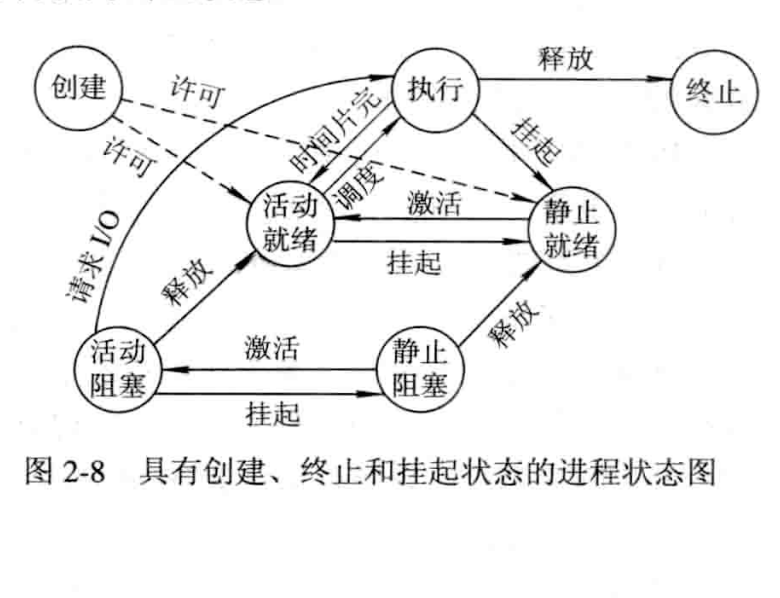 创建
许可
许可
执行
释放
终止
时间片完
调度
挂起
活动
就绪
激活
挂起
静止
就绪
请求 I/O
释放
释放
活动
阻塞
激活
挂起
静止
阻塞
图 2-8 具有创建、终止和挂起状态的进程状态图